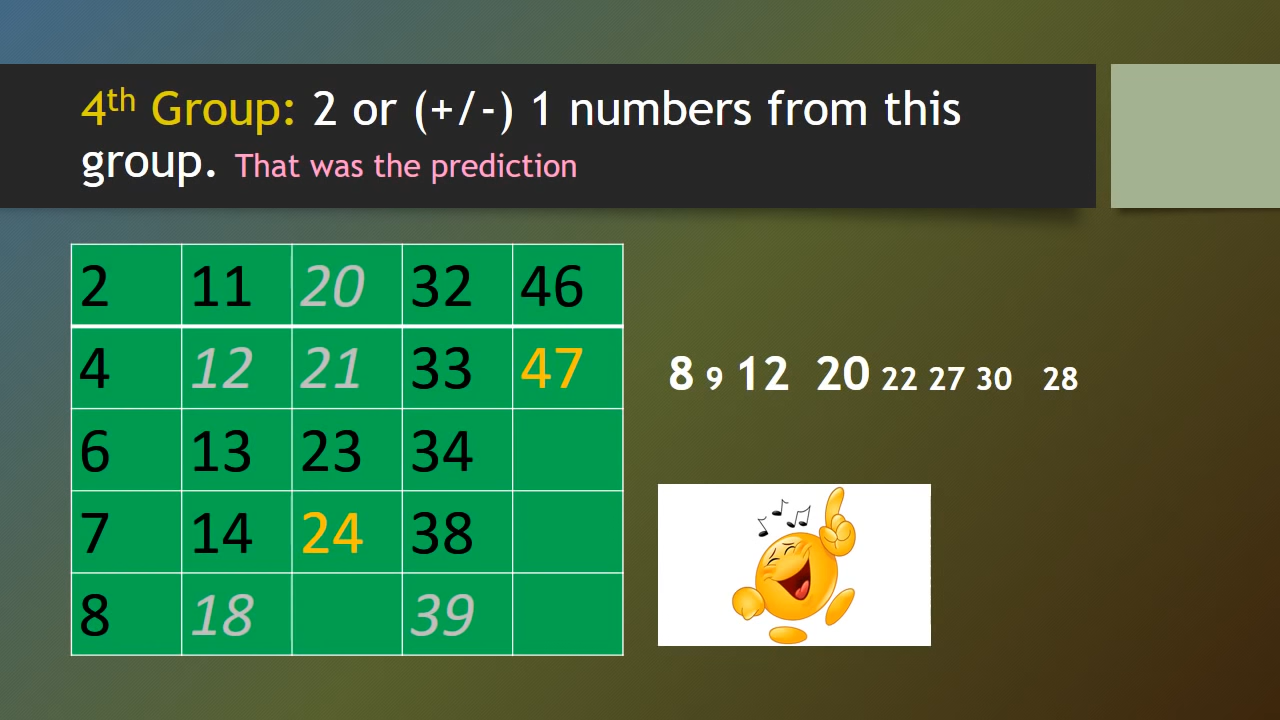 4th Group: 2 or (+/-) 1 numbers from this
group. That was the prediction
2 11 20 32 46
4 12 21 33 47
6 13 23 34
7 14 24 38
8 18 39
8 9 12 20 22 27 30 28